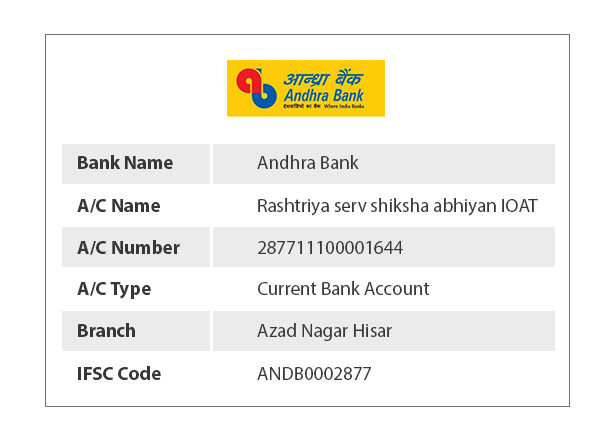 आन्ध्रा बैंक
Andhra Bank
देशवासियों का बैंक Where India Banks
Bank Name Andhra Bank
A/C Name Rashtriya serv shiksha abhiyan IOAT
A/C Number 287711100001644
A/C Type Current Bank Account
Branch Azad Nagar Hisar
IFSC Code ANDB0002877